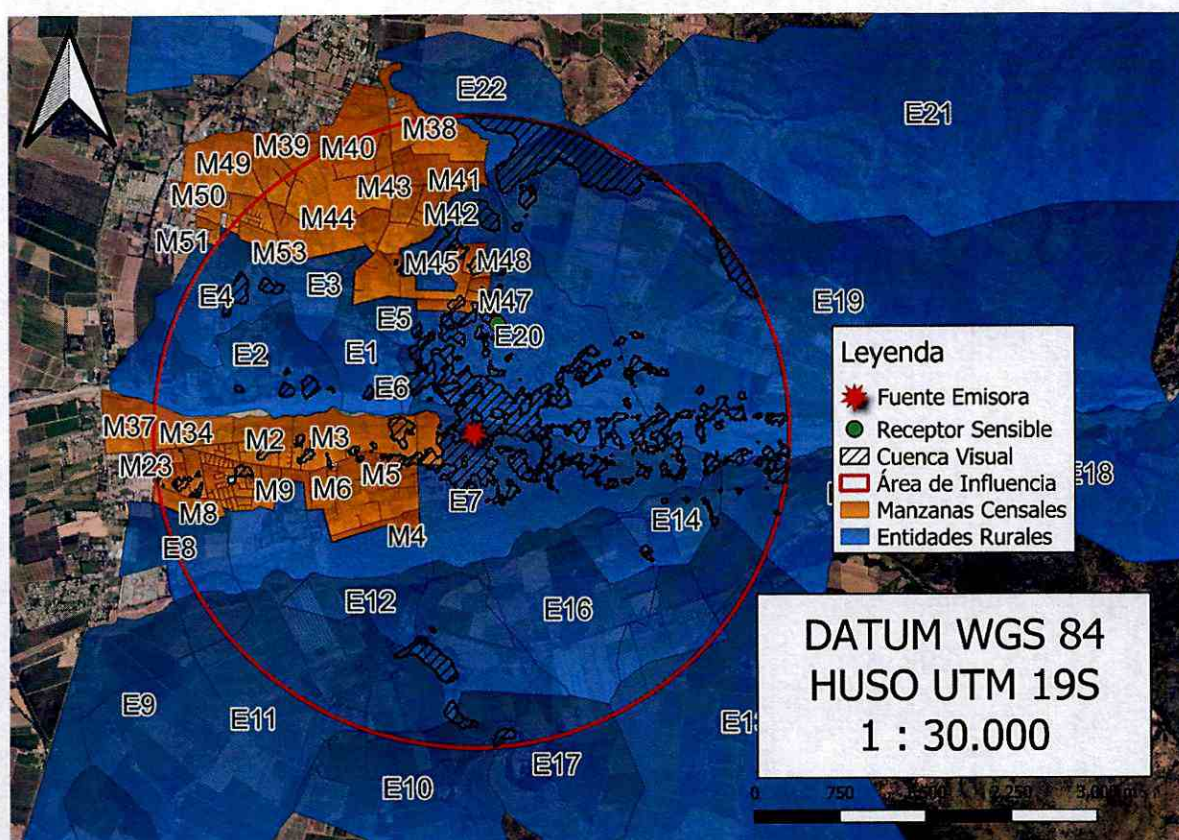 E22
E21
M38
M39
M40
M49
M43
M41
M50
M44
M42
M51
M53
M45
M48
E3
E4
M47
E19
E5
E20
E2
E1
E6
Leyenda
Fuente Emisora
Receptor Sensible
Cuenca Visual
Área de Influencia
Manzanas Censales
Entidades Rurales
M37
M34
M2
M3
M23
M5
M9
M6
E7
E18
M8
E14
M4
E8
E12
E16
DATUM WGS 84
HUSO UTM 19S
1 : 30.000
E9
E11
E17
E10
0 750